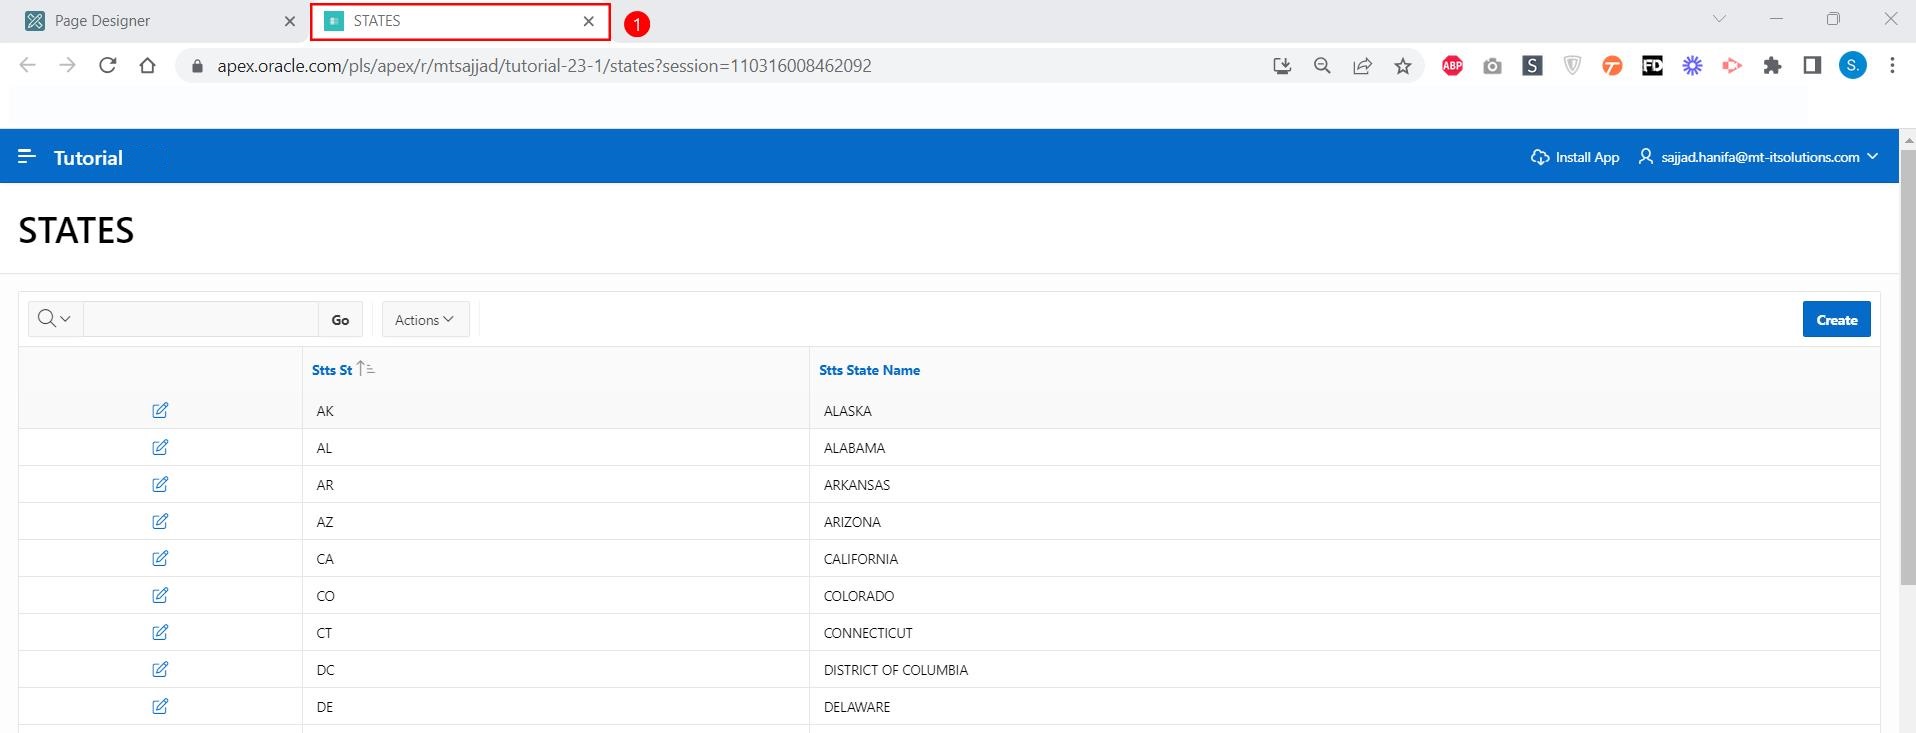 Page Designer
STATES
1
apex.oracle.com/pls/apex/r/mtsajjad/tutorial-23-1/states?session=110316008462092
ABP
S
FD
S.
Tutorial
Install App
sajjad.hanifa@mt-itsolutions.com
STATES
Go
Actions
Create
Stts St
Stts State Name
AK ALASKA
AL ALABAMA
AR ARKANSAS
AZ ARIZONA
CA CALIFORNIA
CO COLORADO
CT CONNECTICUT
DC DISTRICT OF COLUMBIA
DE DELAWARE